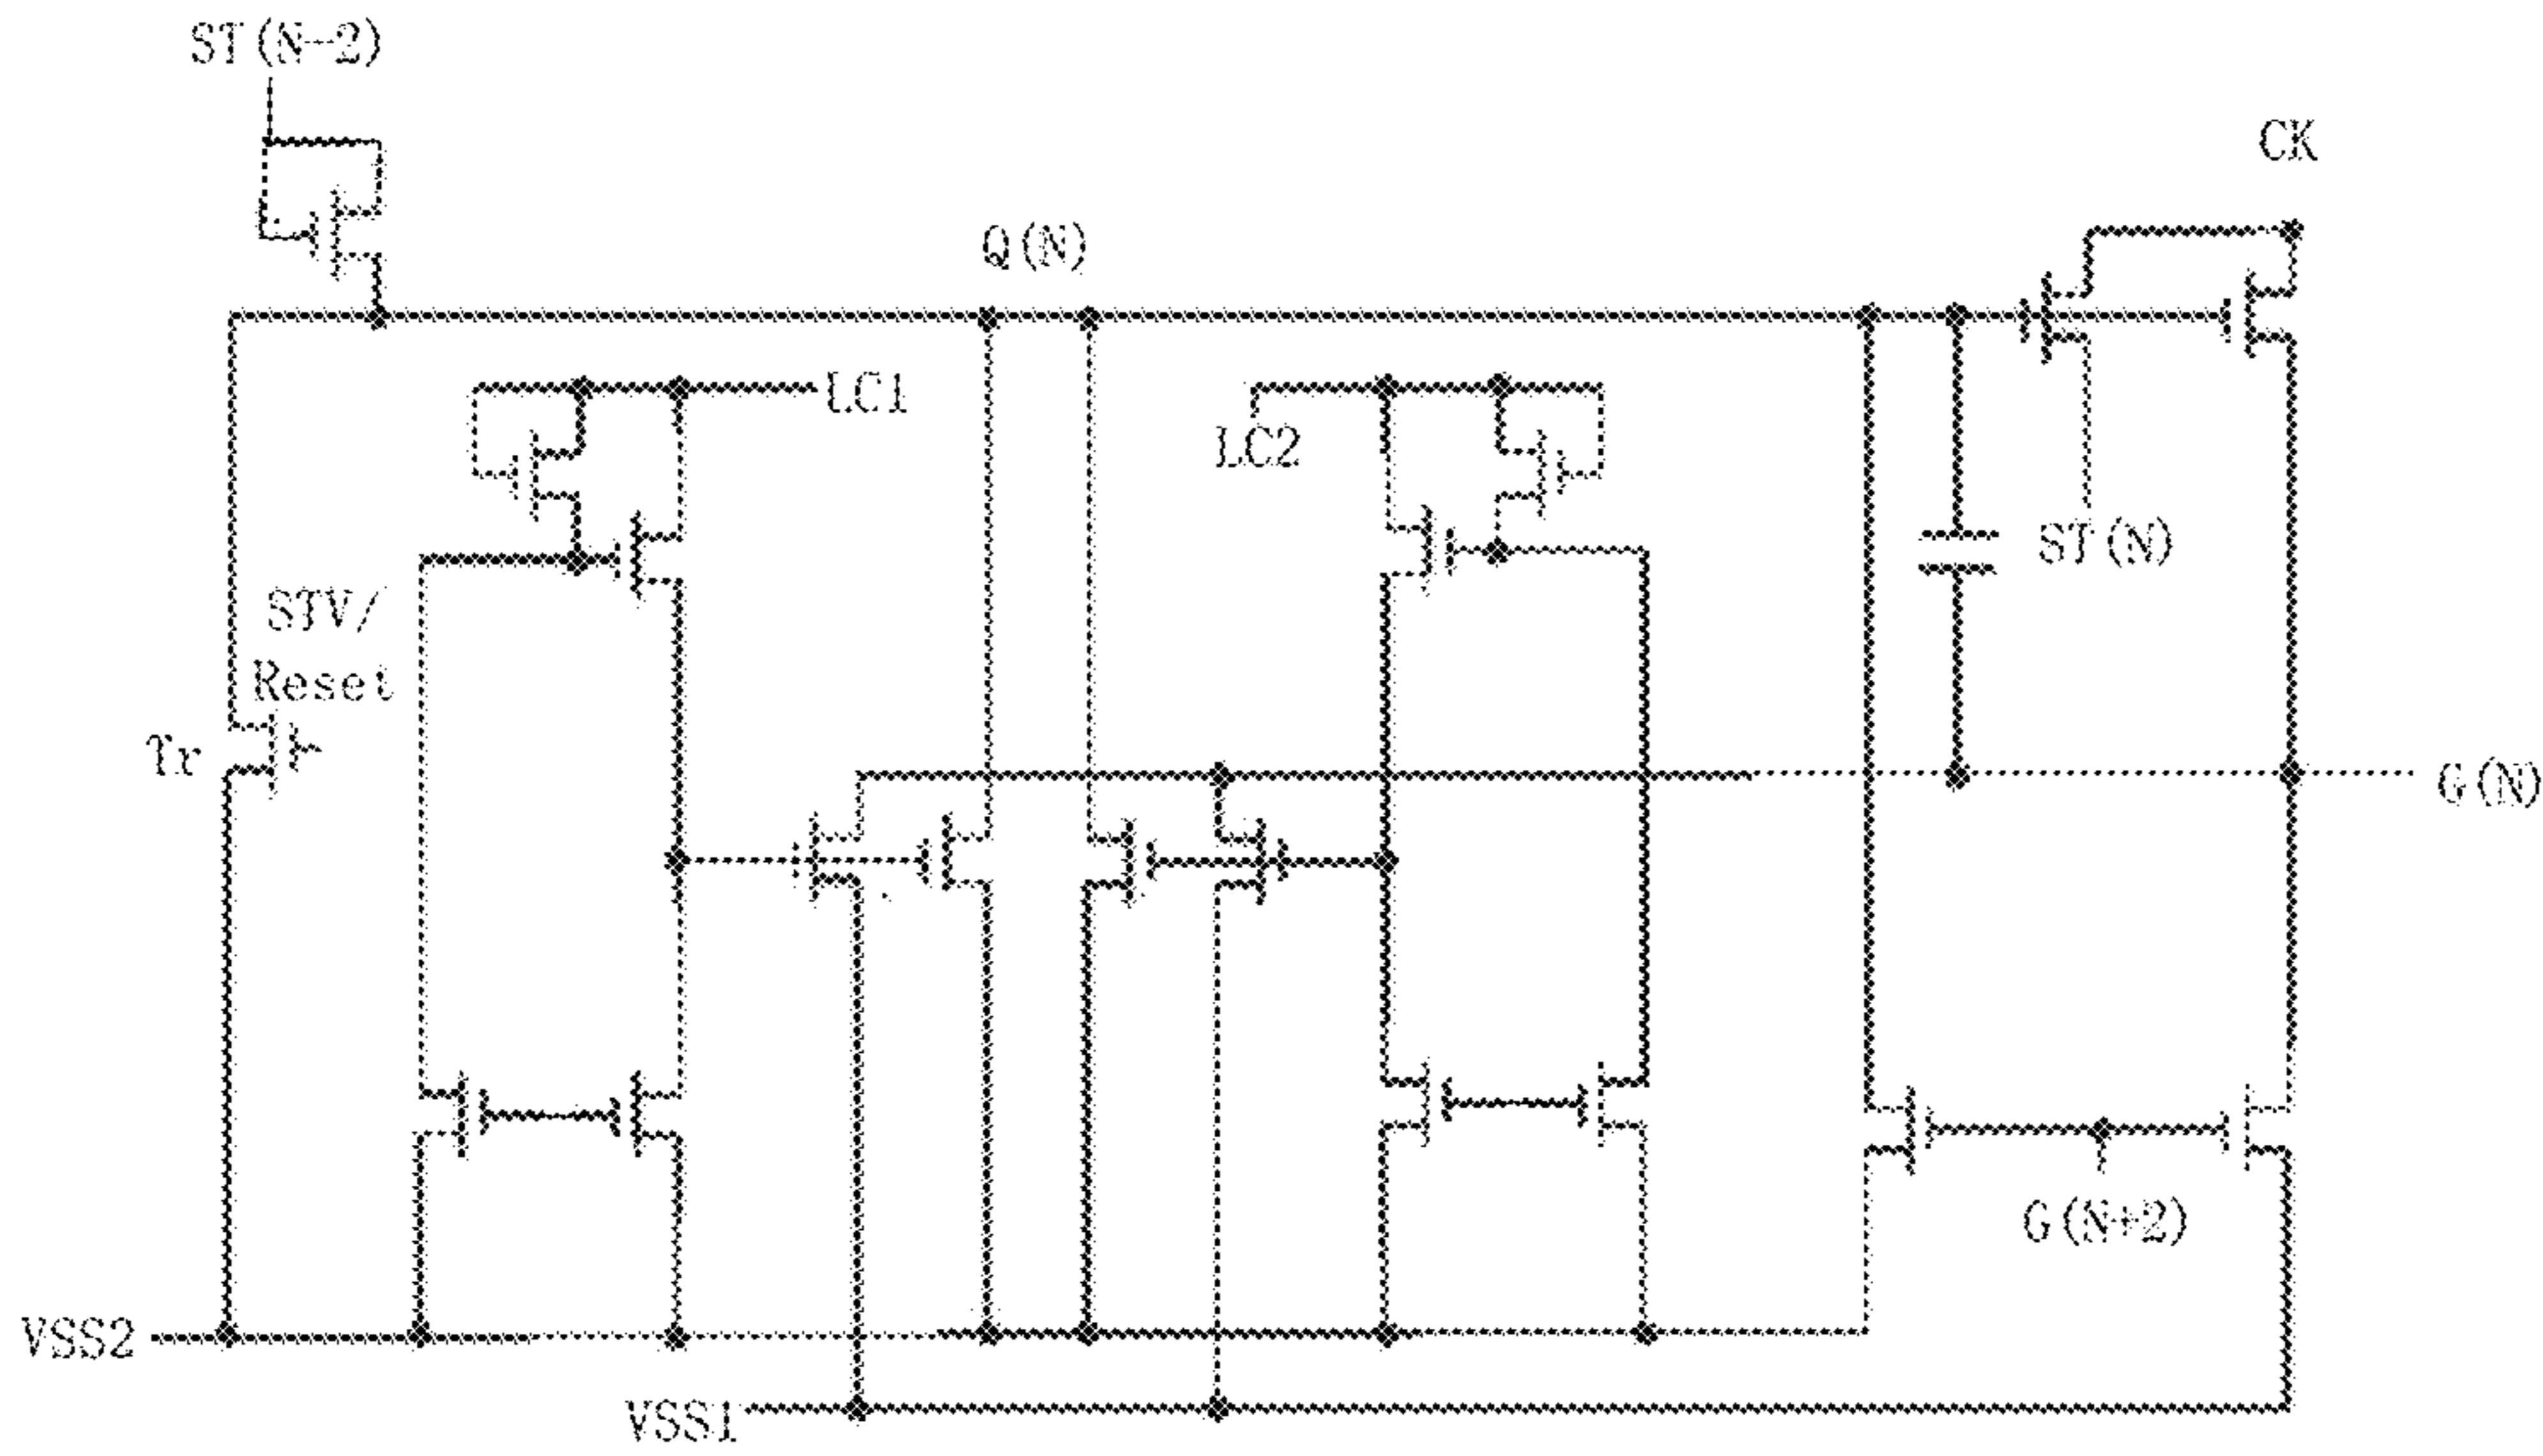 ST(N-2)
CK
Q(N)
LC1
LC2
ST(N)
STV/
Reset
Tr
G(N)
G(N+2)
VSS2
VSS1